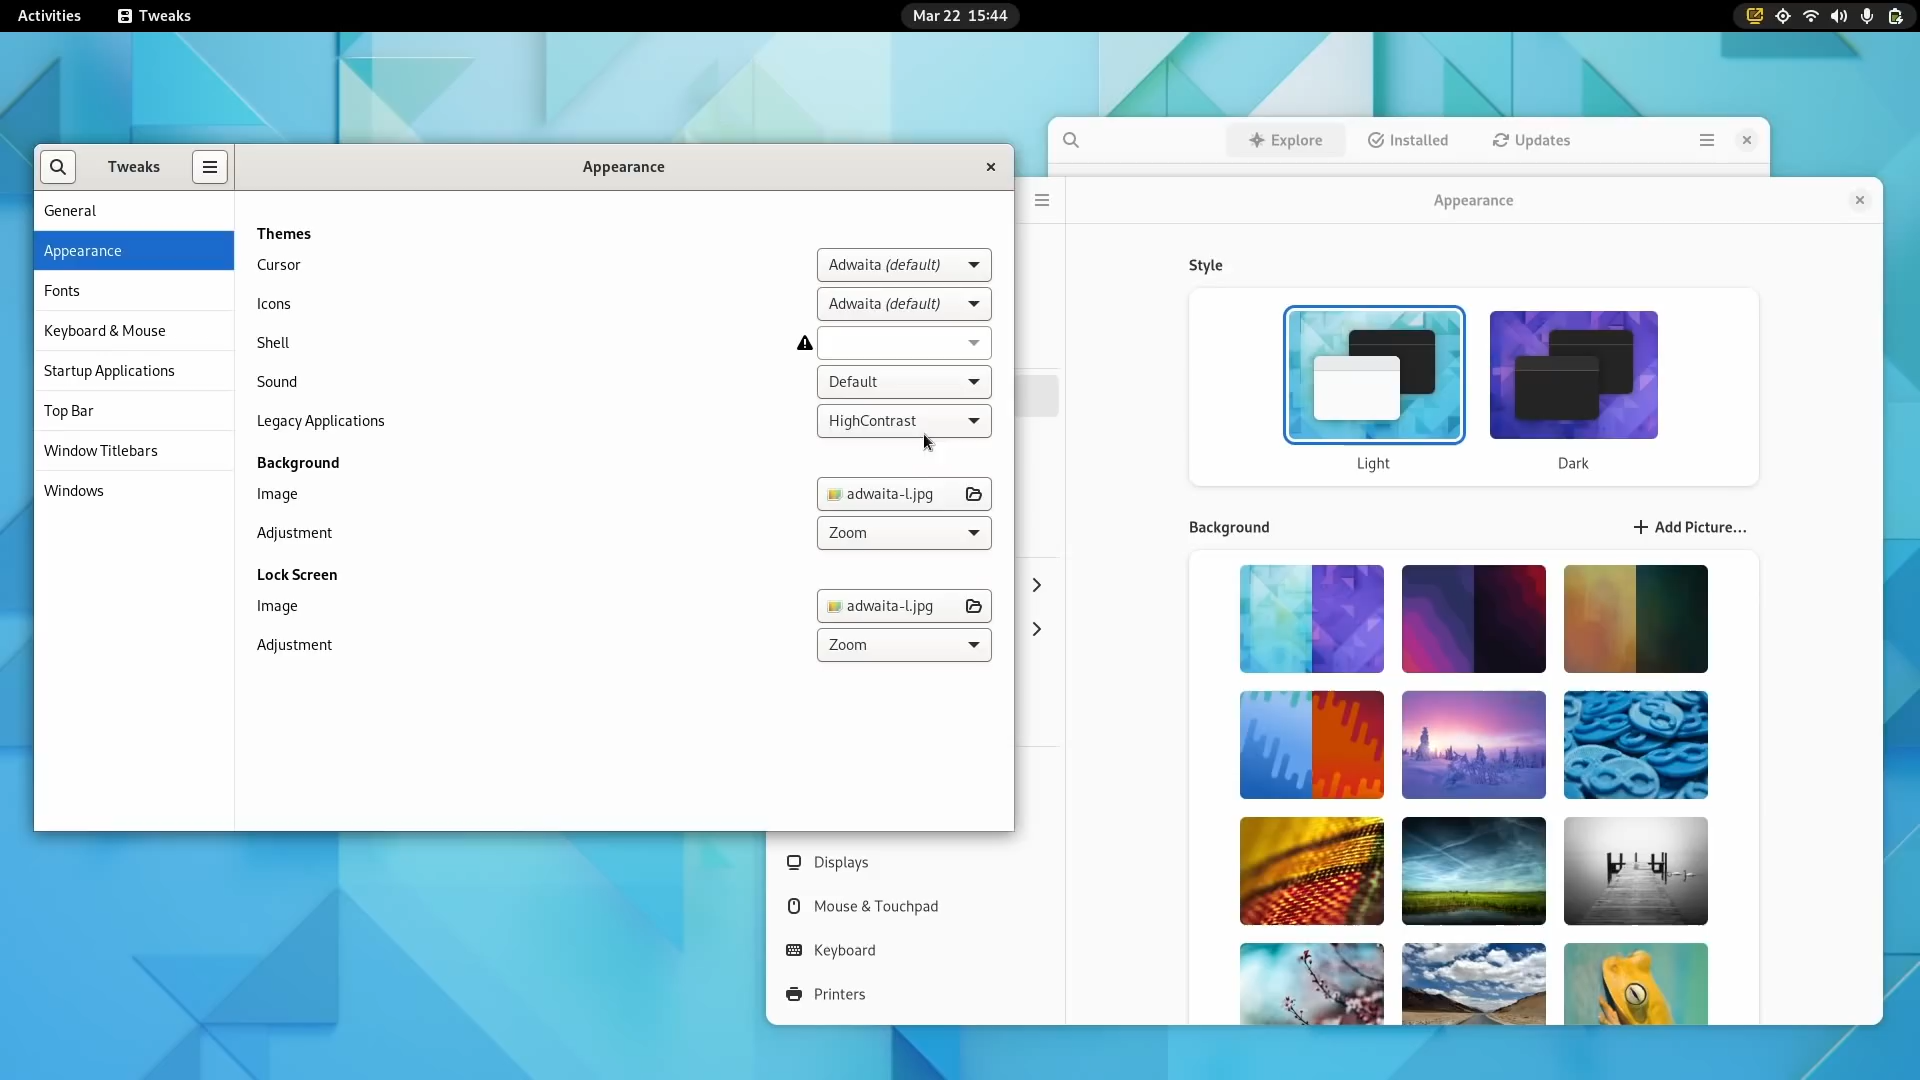 Activities
Tweaks
Mar 22 15:44
Explore
Installed
Updates
Tweaks
Appearance
General
Appearance
Fonts
Keyboard & Mouse
Startup Applications
Top Bar
Window Titlebars
Windows
Themes
Cursor
Adwaita (default)
Icons
Adwaita (default)
Shell
Sound
Default
Legacy Applications
HighContrast
Background
Image
adwaita-l.jpg
Adjustment
Zoom
Lock Screen
Image
adwaita-l.jpg
Adjustment
Zoom
Appearance
Style
Light
Dark
Background
Add Picture…
Displays
Mouse & Touchpad
Keyboard
Printers